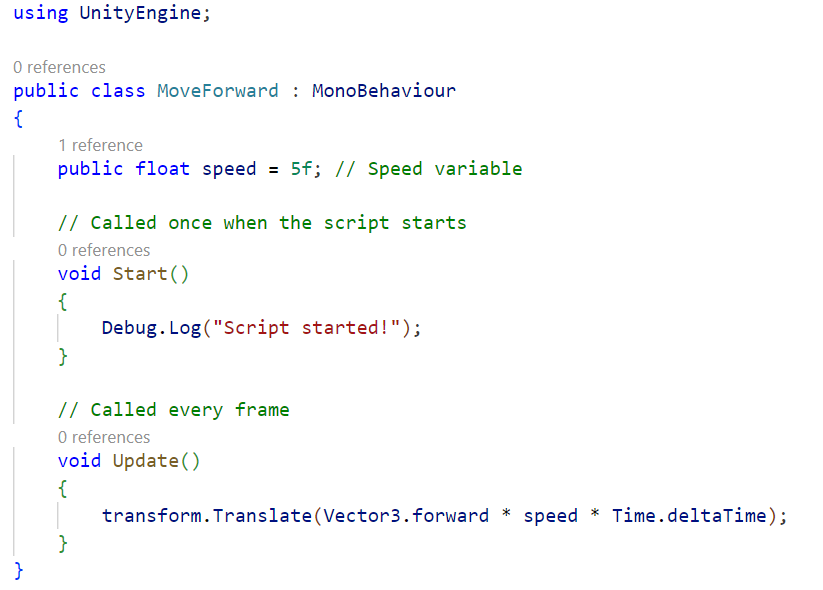 using UnityEngine;
0 references
public class MoveForward : MonoBehaviour
{
1 reference
public float speed = 5f; // Speed variable
// Called once when the script starts
0 references
void Start()
{
Debug.Log("Script started!");
}
// Called every frame
0 references
void Update()
{
transform.Translate(Vector3.forward * speed * Time.deltaTime);
}
}